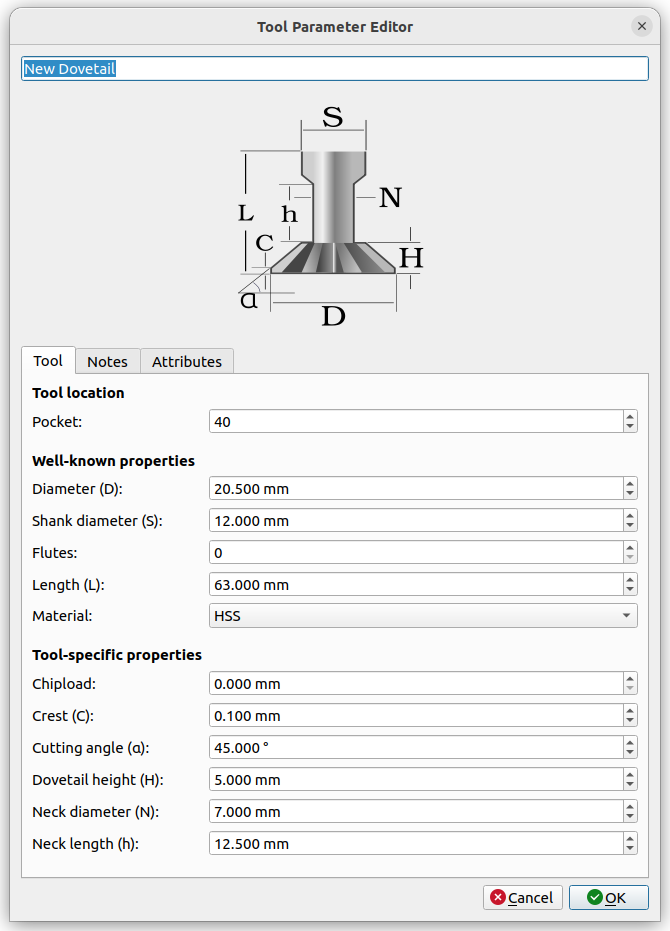 Tool Parameter Editor
New Dovetail
S
N
L
h
C
H
α
D
Tool Notes Attributes
Tool location
Pocket: 40
Well-known properties
Diameter (D): 20.500 mm
Shank diameter (S): 12.000 mm
Flutes: 0
Length (L): 63.000 mm
Material: HSS
Tool-specific properties
Chipload: 0.000 mm
Crest (C): 0.100 mm
Cutting angle (α): 45.000 °
Dovetail height (H): 5.000 mm
Neck diameter (N): 7.000 mm
Neck length (h): 12.500 mm
Cancel OK